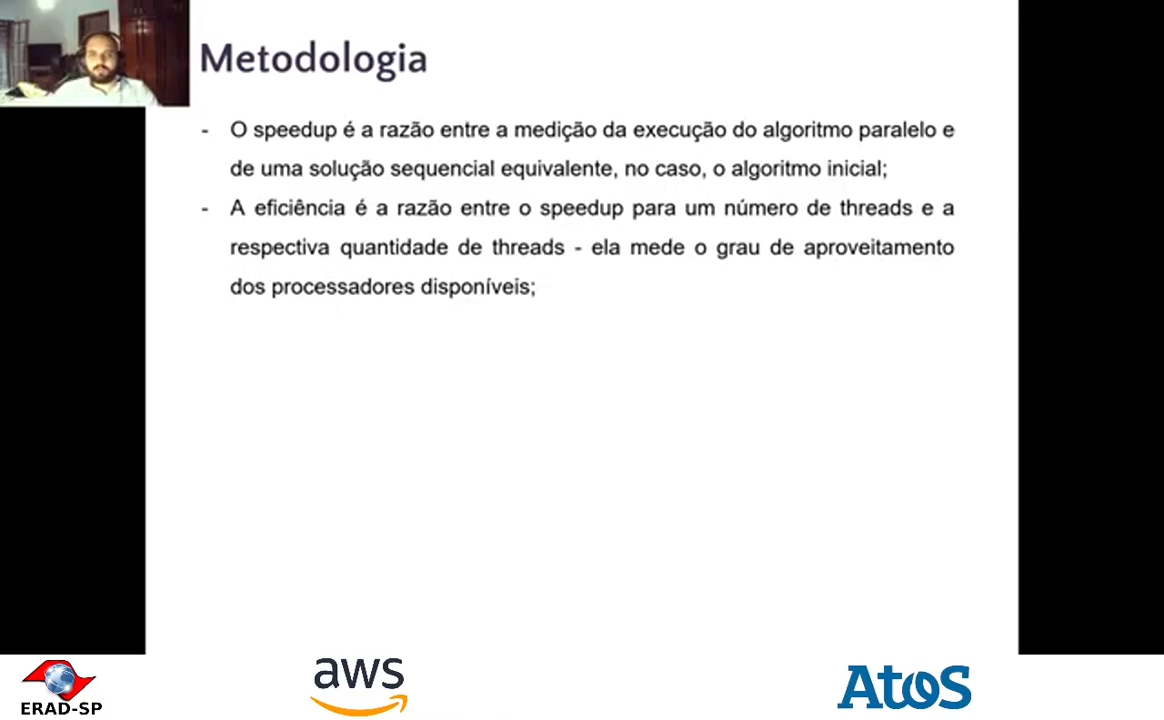 Metodologia
- O speedup é a razão entre a medição da execução do algoritmo paralelo e
de uma solução sequencial equivalente, no caso, o algoritmo inicial;
- A eficiência é a razão entre o speedup para um número de threads e a
respectiva quantidade de threads - ela mede o grau de aproveitamento
dos processadores disponíveis;
ERAD-SP
aws
Atos